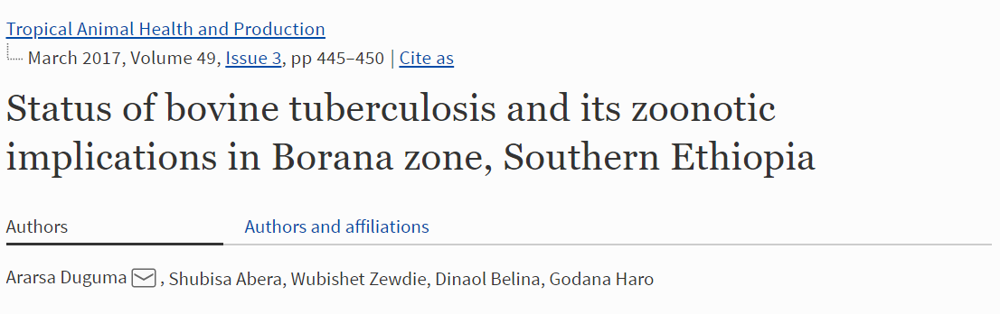 Tropical Animal Health and Production
March 2017, Volume 49, Issue 3, pp 445–450 | Cite as
Status of bovine tuberculosis and its zoonotic
implications in Borana zone, Southern Ethiopia
Authors Authors and affiliations
Ararsa Duguma , Shubisa Abera, Wubishet Zewdie, Dinaol Belina, Godana Haro